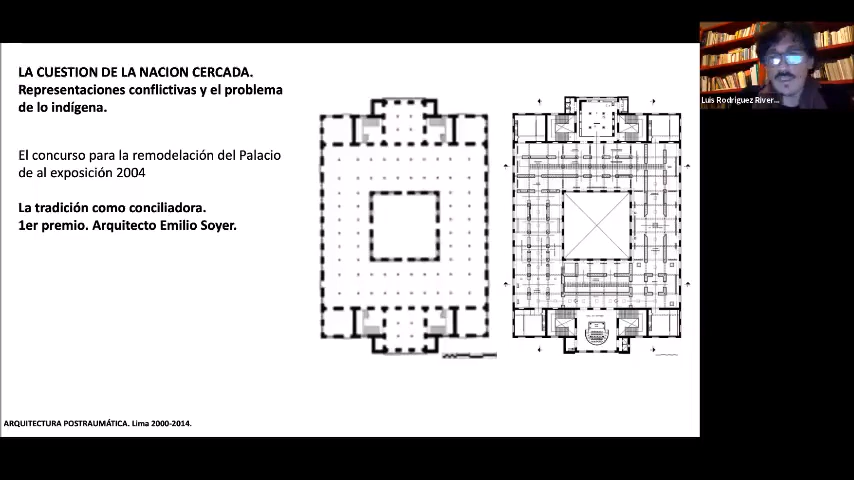 LA CUESTION DE LA NACION CERCADA.
Representaciones conflictivas y el problema
de lo indígena.
El concurso para la remodelación del Palacio
de al exposición 2004
La tradición como conciliadora.
1er premio. Arquitecto Emilio Soyer.
ARQUITECTURA POSTRAUMÁTICA. Lima 2000-2014.
Luis Rodriguez River...